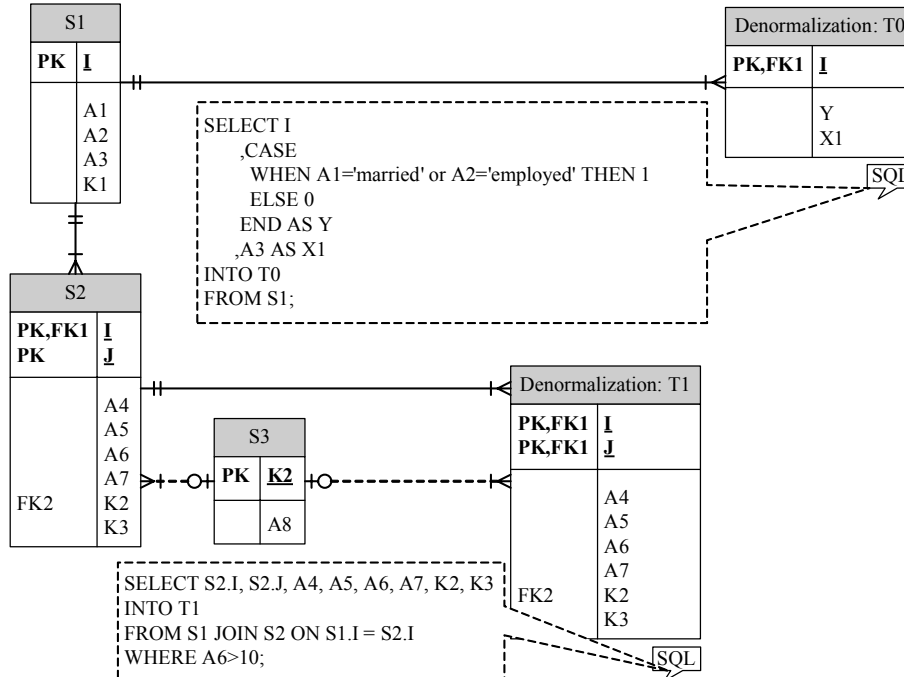 S1
PK I
A1
A2
A3
K1
Denormalization: T0
PK,FK1 I
Y
X1
SQL
SELECT I
,CASE
WHEN A1='married' or A2='employed' THEN 1
ELSE 0
END AS Y
,A3 AS X1
INTO T0
FROM S1;
S2
PK,FK1 I
PK J
A4
A5
A6
A7
FK2 K2
K3
S3
PK K2
A8
Denormalization: T1
PK,FK1 I
PK,FK1 J
A4
A5
A6
A7
FK2 K2
K3
SELECT S2.I, S2.J, A4, A5, A6, A7, K2, K3
INTO T1
FROM S1 JOIN S2 ON S1.I = S2.I
WHERE A6>10;
SQL